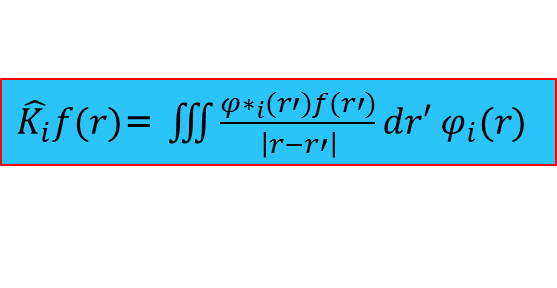 K̂ᵢf(r) = ∭ φ*ᵢ(r′)f(r′) / |r−r′| dr′ φᵢ(r)